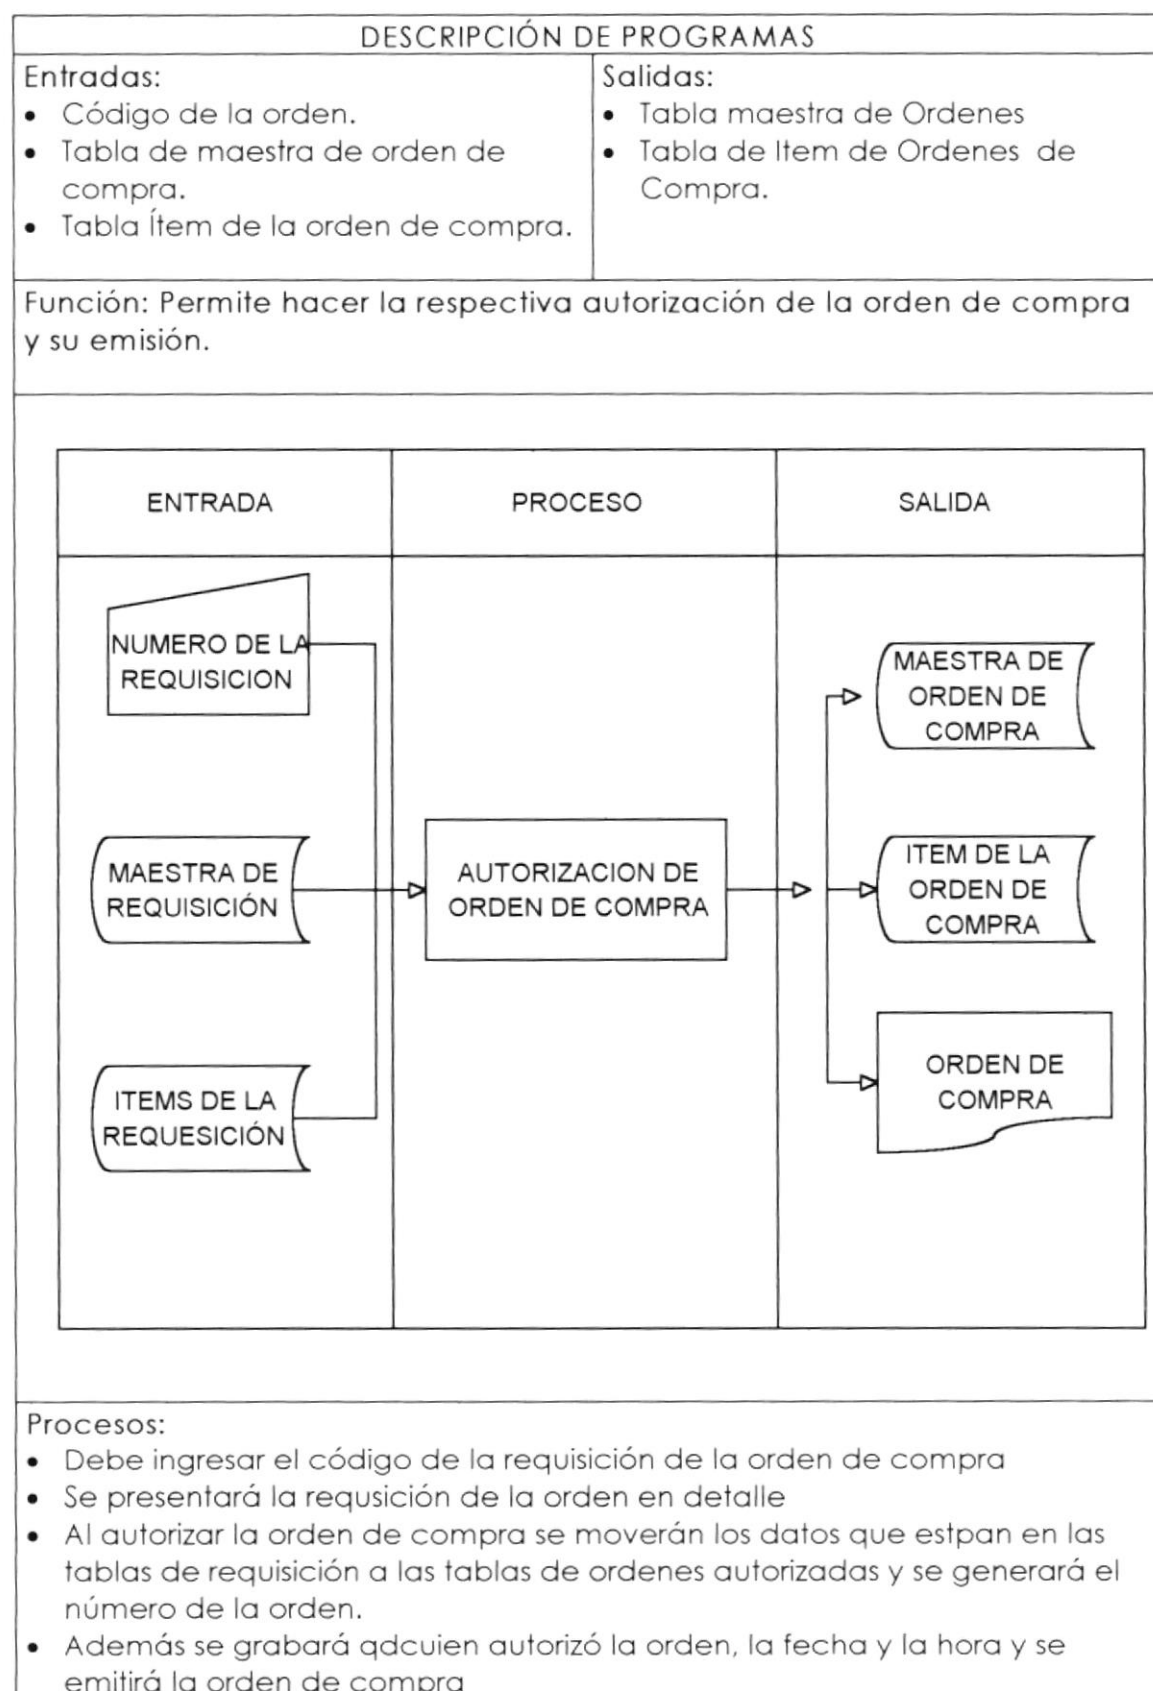 DESCRIPCIÓN DE PROGRAMAS
Entradas:
• Código de la orden.
• Tabla de maestra de orden de
compra.
• Tabla Ítem de la orden de compra.
Salidas:
• Tabla maestra de Ordenes
• Tabla de Item de Ordenes de
Compra.
Función: Permite hacer la respectiva autorización de la orden de compra
y su emisión.
ENTRADA
PROCESO
SALIDA
NUMERO DE LA
REQUISICION
MAESTRA DE
REQUISICIÓN
ITEMS DE LA
REQUESICIÓN
AUTORIZACION DE
ORDEN DE COMPRA
MAESTRA DE
ORDEN DE
COMPRA
ITEM DE LA
ORDEN DE
COMPRA
ORDEN DE
COMPRA
Procesos:
• Debe ingresar el código de la requisición de la orden de compra
• Se presentará la requsición de la orden en detalle
• Al autorizar la orden de compra se moverán los datos que estpan en las
tablas de requisición a las tablas de ordenes autorizadas y se generará el
número de la orden.
• Además se grabará qdcuien autorizó la orden, la fecha y la hora y se
emitirá la orden de compra